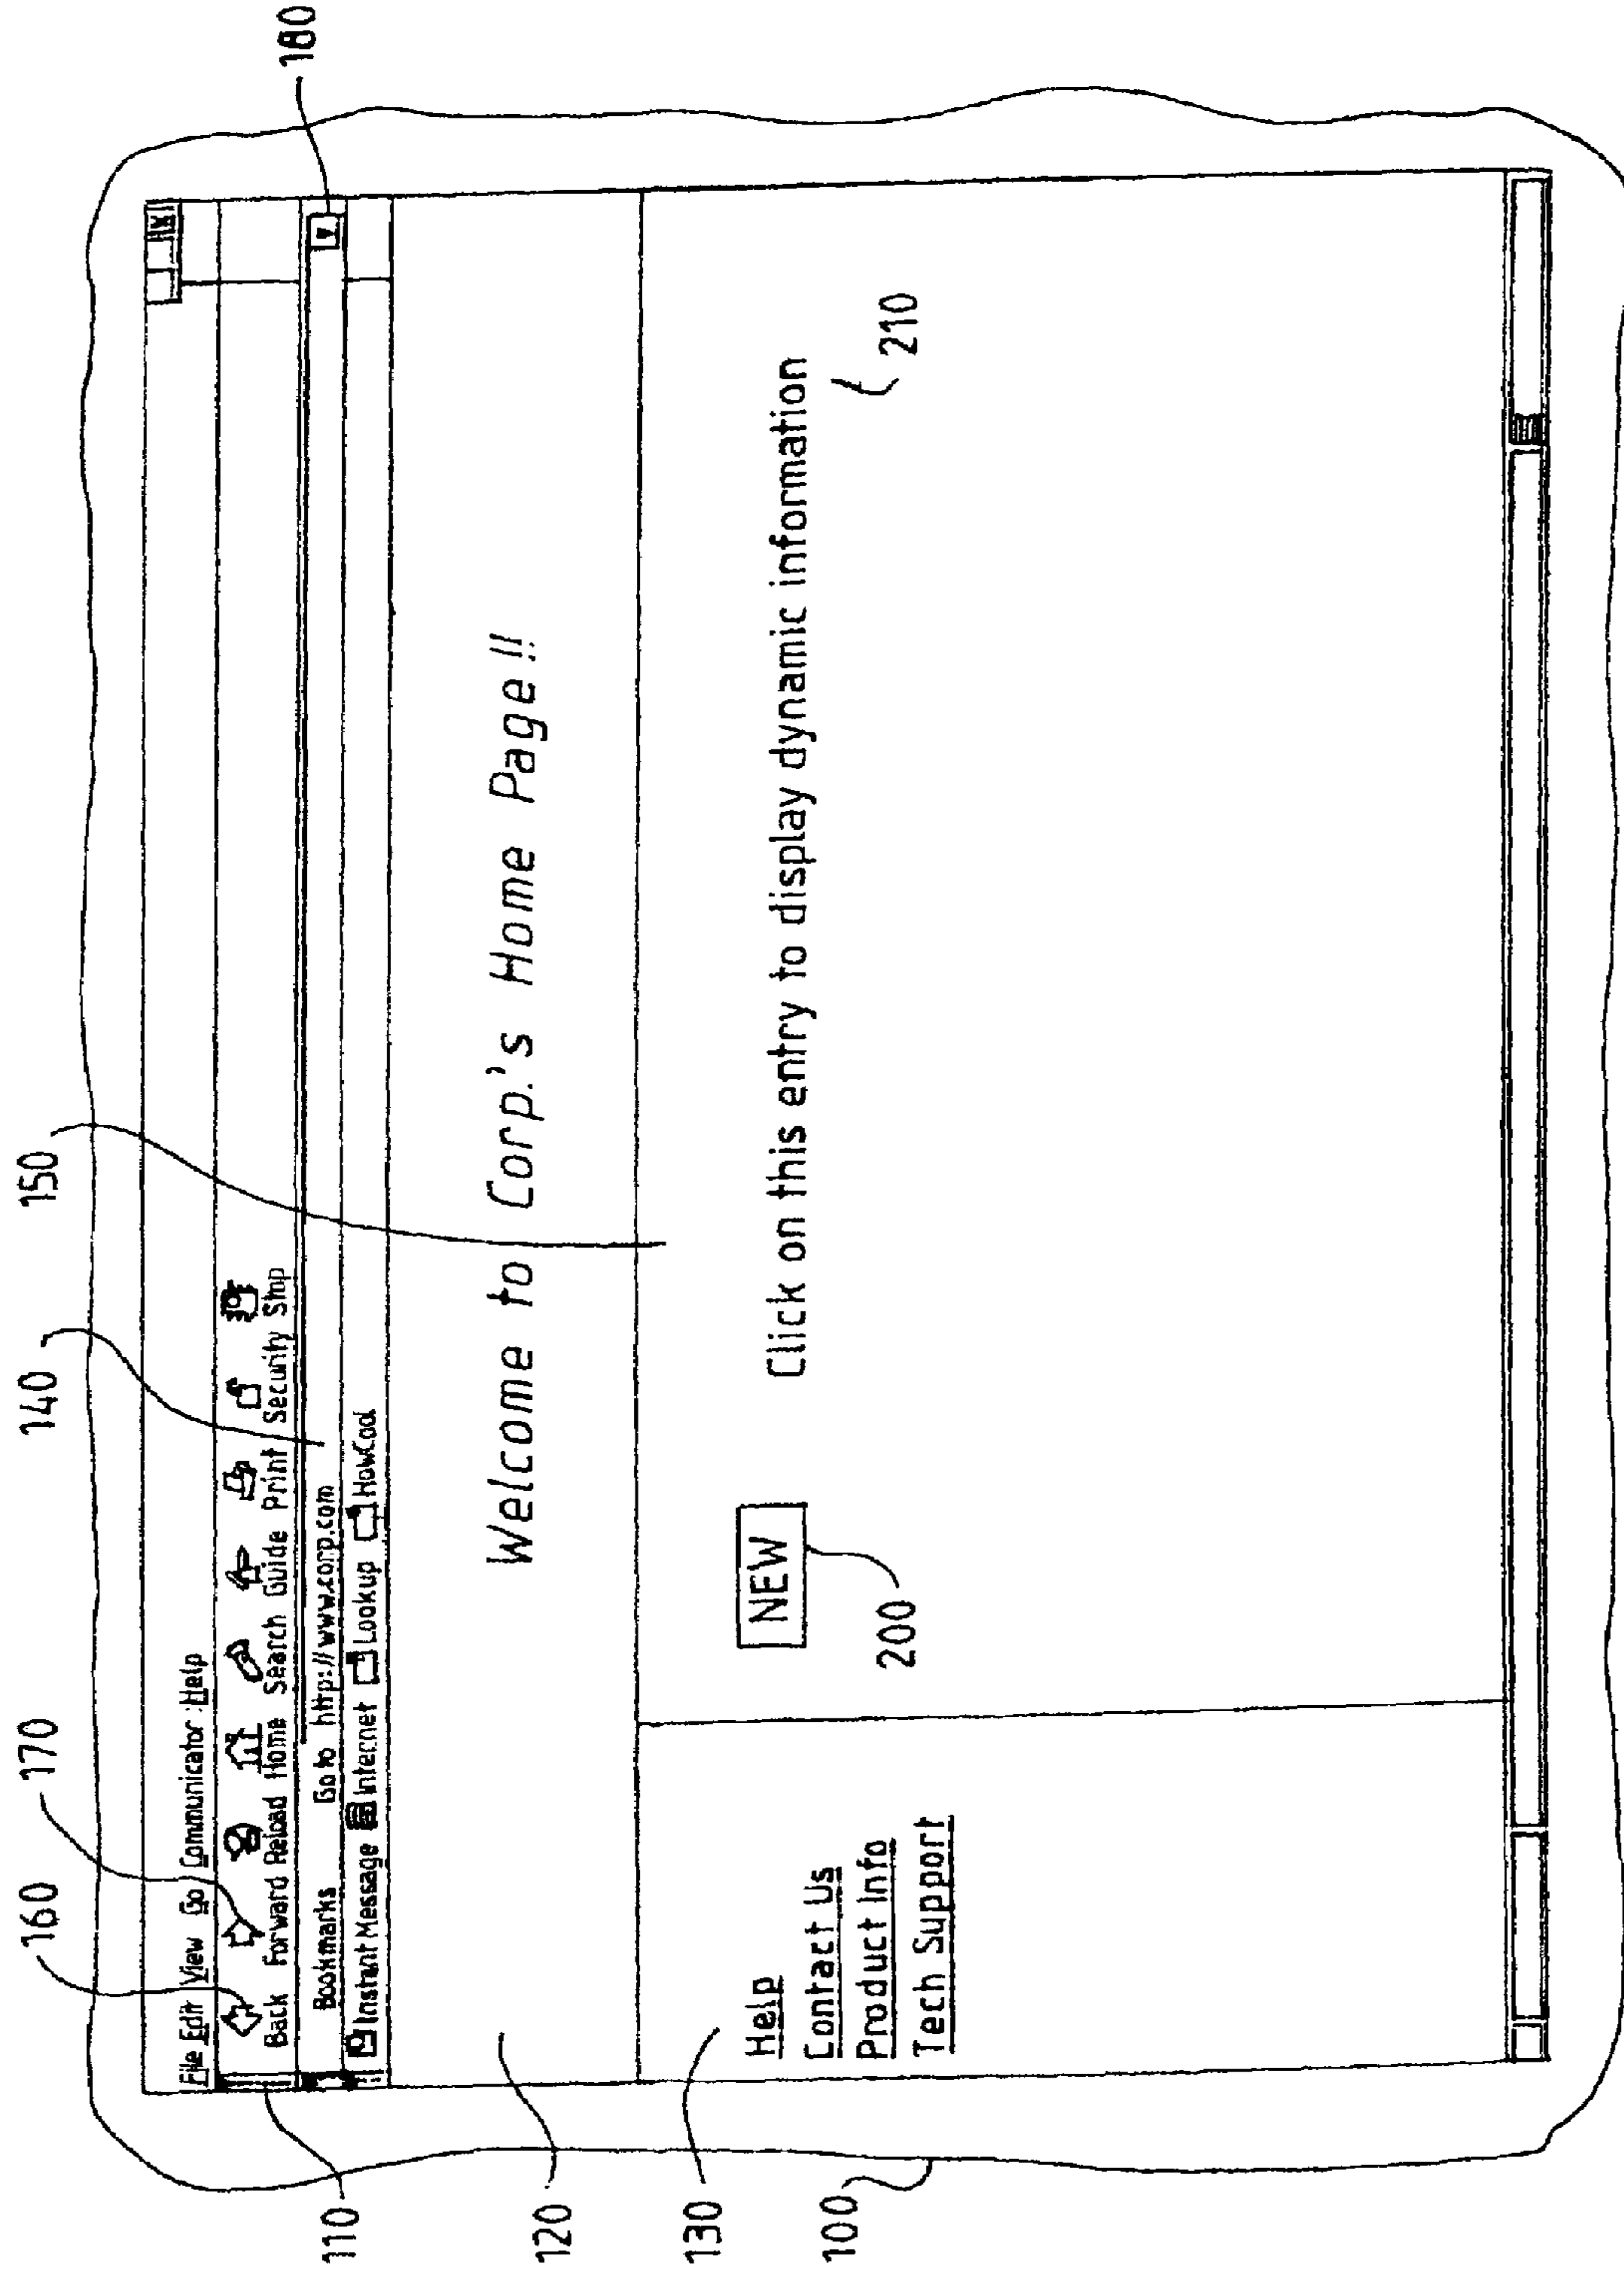 150
140
170
160
180
File Edit View Go Communicator Help
Back Forward Reload Home Search Guide Print Security Stop
Bookmarks Go to http://www.corp.com
Instant Message Internet Lookup HowCool
110
Welcome to Corp.'s Home Page!!
120
130
Help
Contact Us
Product Info
Tech Support
NEW
Click on this entry to display dynamic information
200
210
100